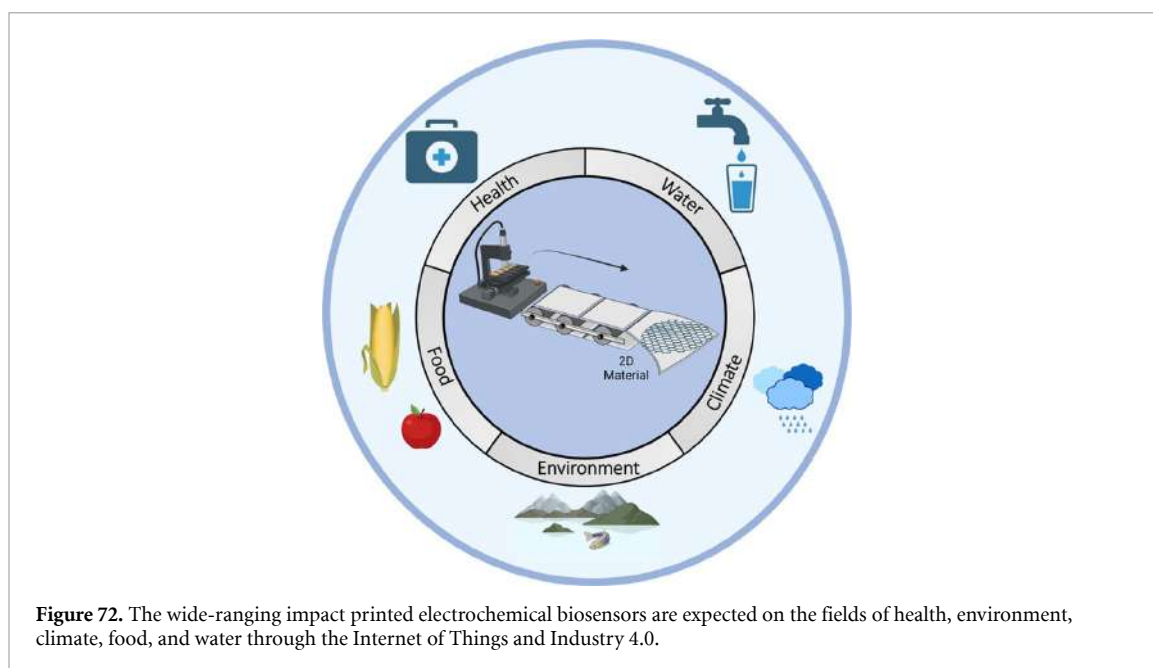 Health
Water
Food
Climate
2D
Material
Environment
Figure 72. The wide-ranging impact printed electrochemical biosensors are expected on the fields of health, environment,
climate, food, and water through the Internet of Things and Industry 4.0.